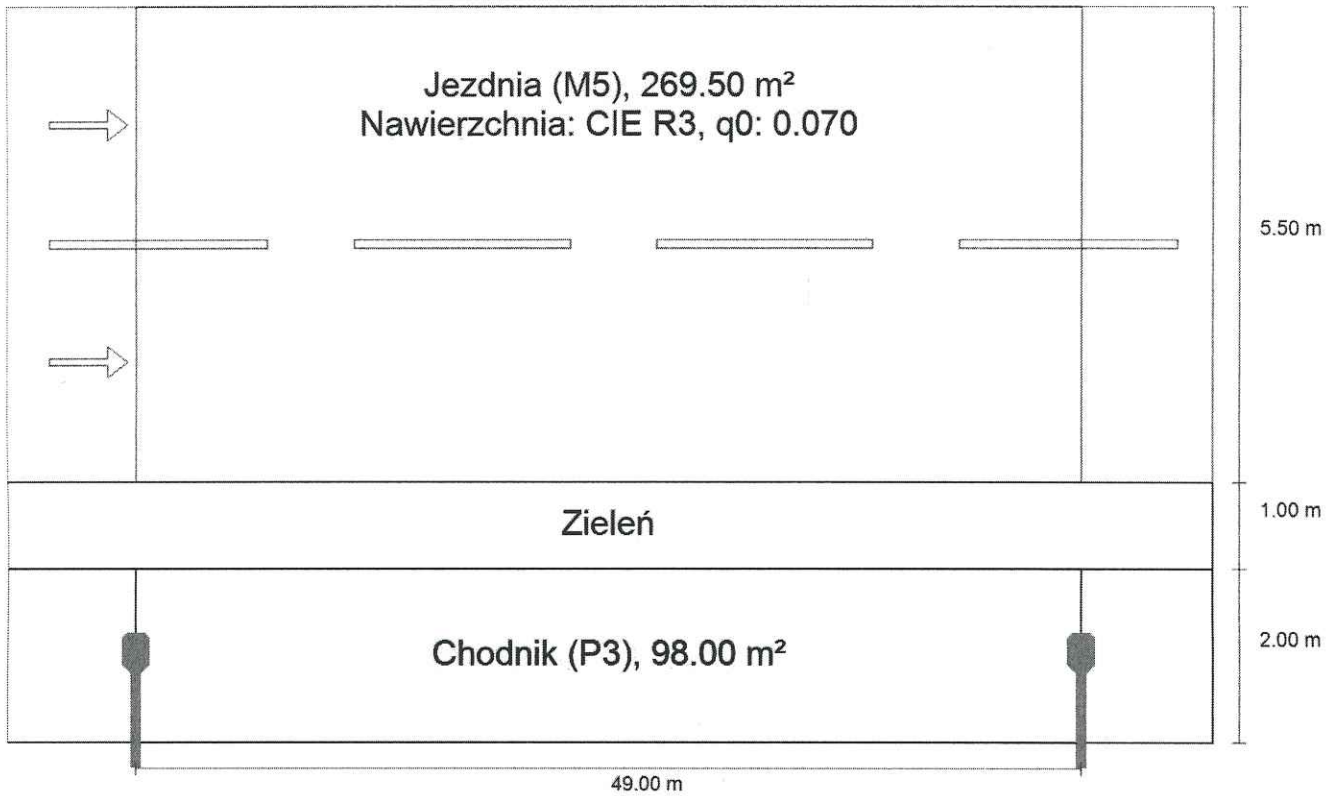 Jezdnia (M5), 269.50 m²
Nawierzchnia: CIE R3, q0: 0.070
5.50 m
Zieleń
1.00 m
Chodnik (P3), 98.00 m²
2.00 m
49.00 m